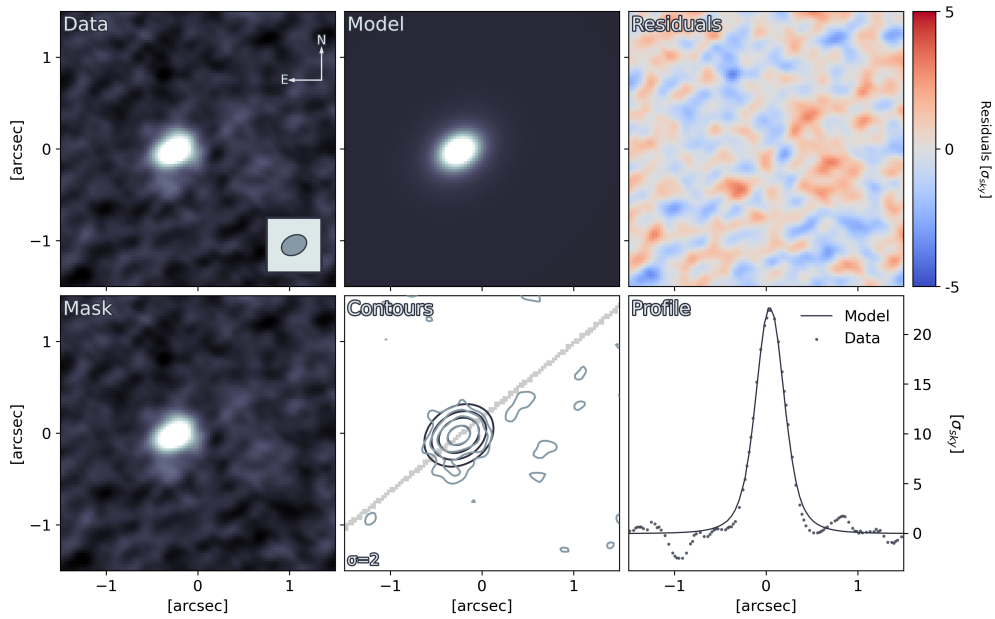 Data
N
E
1
0
−1
[arcsec]
Model
Residuals
5
0
-5
Residuals [σsky]
Mask
1
0
−1
[arcsec]
−1
0
1
[arcsec]
Contours
σ=2
−1
0
1
[arcsec]
Profile
Model
Data
20
15
10
5
0
[σsky]
−1
0
1
[arcsec]